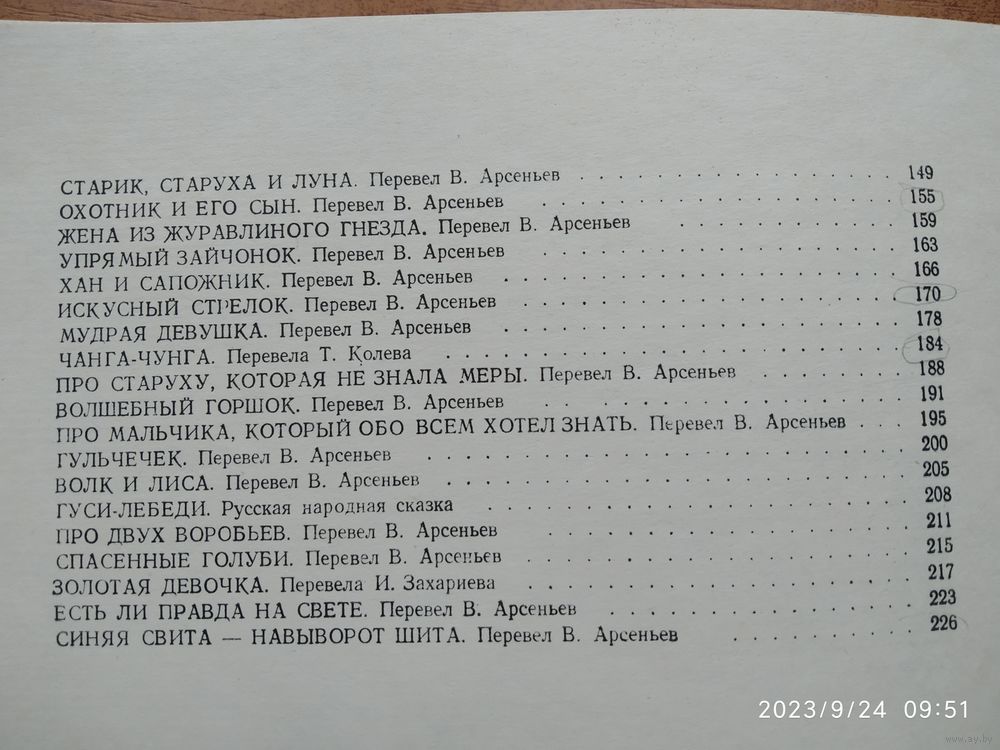 СТАРИК, СТАРУХА И ЛУНА. Перевел В. Арсеньев . . . . . . . . . . . . . . . . 149
ОХОТНИК И ЕГО СЫН. Перевел В. Арсеньев . . . . . . . . . . . . . . . . 155
ЖЕНА ИЗ ЖУРАВЛИНОГО ГНЕЗДА. Перевел В. Арсеньев . . . . . . . . . . . 159
УПРЯМЫЙ ЗАЙЧОНОК. Перевел В. Арсеньев . . . . . . . . . . . . . . . . 163
ХАН И САПОЖНИК. Перевел В. Арсеньев . . . . . . . . . . . . . . . . . 166
ИСКУСНЫЙ СТРЕЛОК. Перевел В. Арсеньев . . . . . . . . . . . . . . . . 170
МУДРАЯ ДЕВУШКА. Перевел В. Арсеньев . . . . . . . . . . . . . . . . . 178
ЧАНГА-ЧУНГА. Перевела Т. Колева . . . . . . . . . . . . . . . . . . . 184
ПРО СТАРУХУ, КОТОРАЯ НЕ ЗНАЛА МЕРЫ. Перевел В. Арсеньев . . . . . . . 188
ВОЛШЕБНЫЙ ГОРШОК. Перевел В. Арсеньев . . . . . . . . . . . . . . . . 191
ПРО МАЛЬЧИКА, КОТОРЫЙ ОБО ВСЕМ ХОТЕЛ ЗНАТЬ. Перевел В. Арсеньев . . . 195
ГУЛЬЧЕЧЕК. Перевел В. Арсеньев . . . . . . . . . . . . . . . . . . . 200
ВОЛК И ЛИСА. Перевел В. Арсеньев . . . . . . . . . . . . . . . . . . 205
ГУСИ-ЛЕБЕДИ. Русская народная сказка . . . . . . . . . . . . . . . . . 208
ПРО ДВУХ ВОРОБЬЕВ. Перевел В. Арсеньев . . . . . . . . . . . . . . . 211
СПАСЕННЫЕ ГОЛУБИ. Перевел В. Арсеньев . . . . . . . . . . . . . . . . 215
ЗОЛОТАЯ ДЕВОЧКА. Перевела И. Захариева . . . . . . . . . . . . . . . 217
ЕСТЬ ЛИ ПРАВДА НА СВЕТЕ. Перевел В. Арсеньев . . . . . . . . . . . . 223
СИНЯЯ СВИТА — НАВЫВОРОТ ШИТА. Перевел В. Арсеньев . . . . . . . . . 226
2023/9/24 09:51
www.ay.by